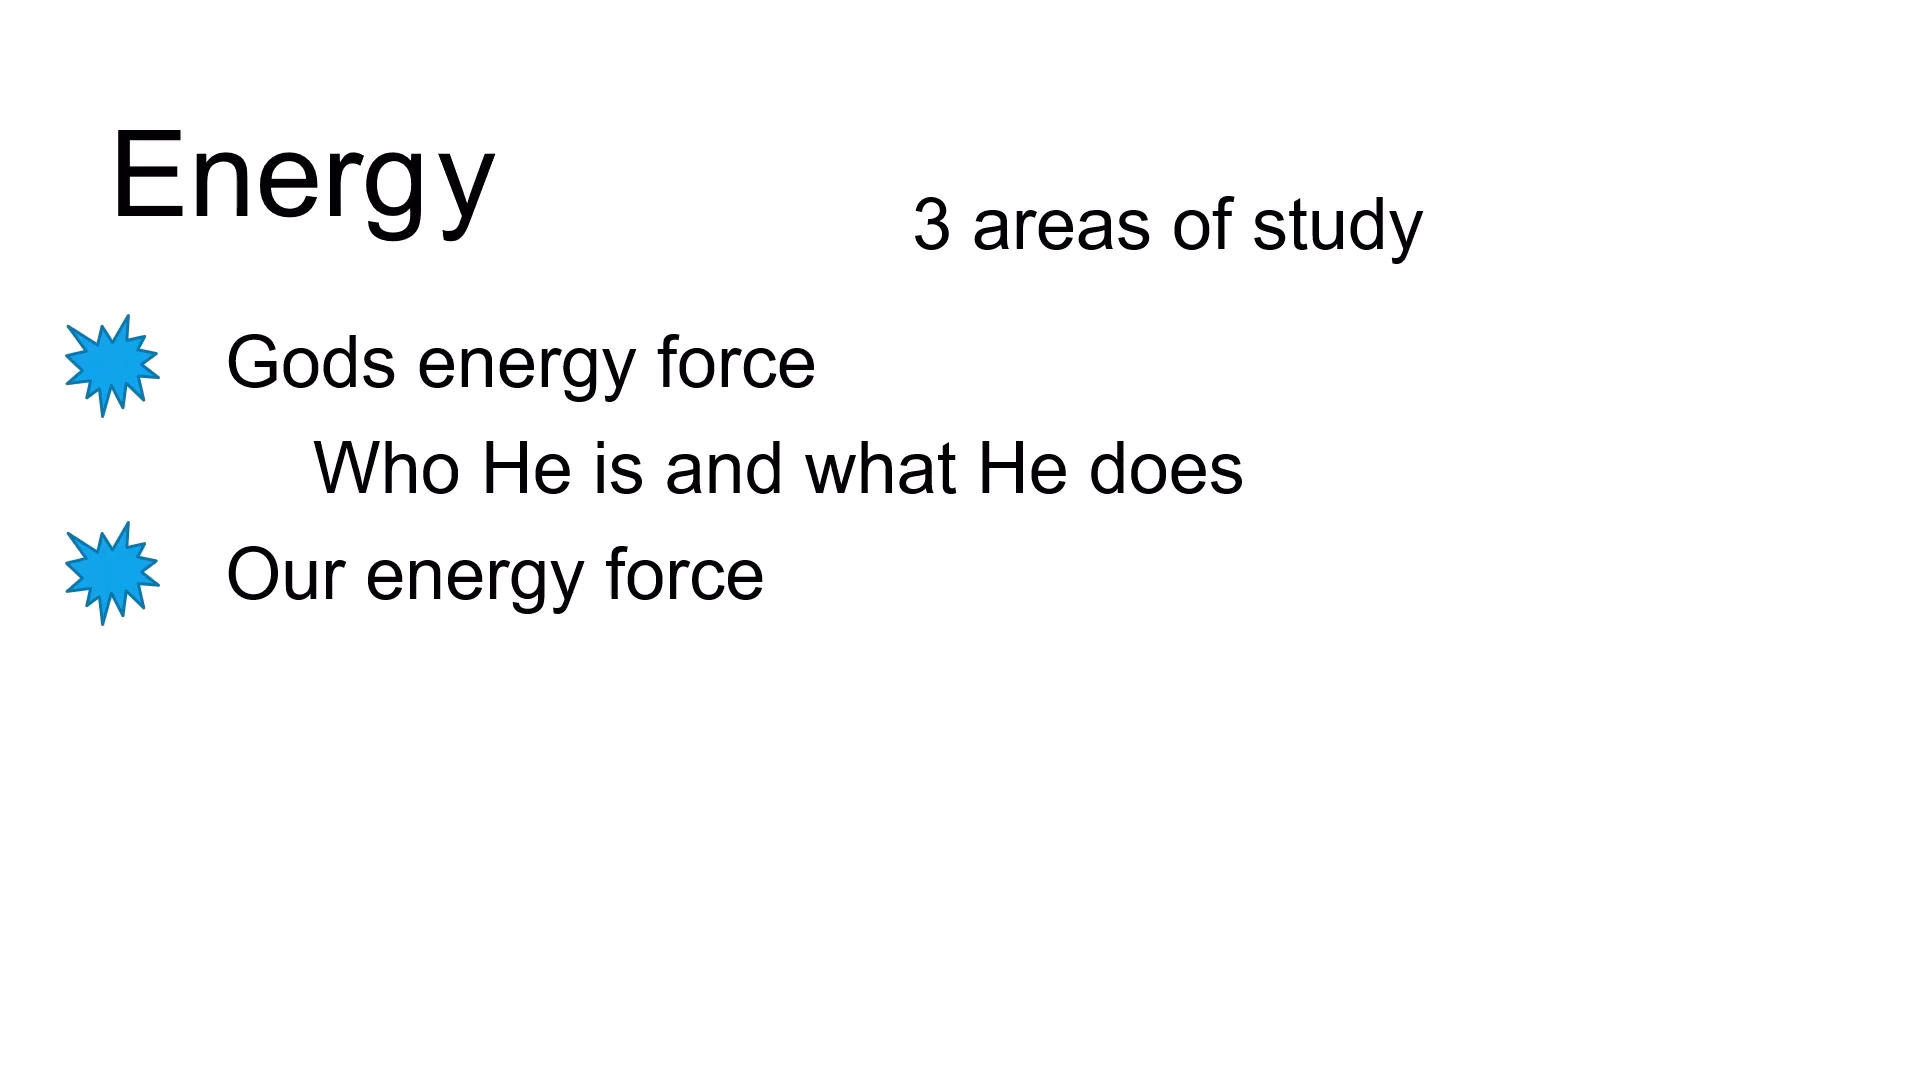 Energy
3 areas of study
Gods energy force
Who He is and what He does
Our energy force